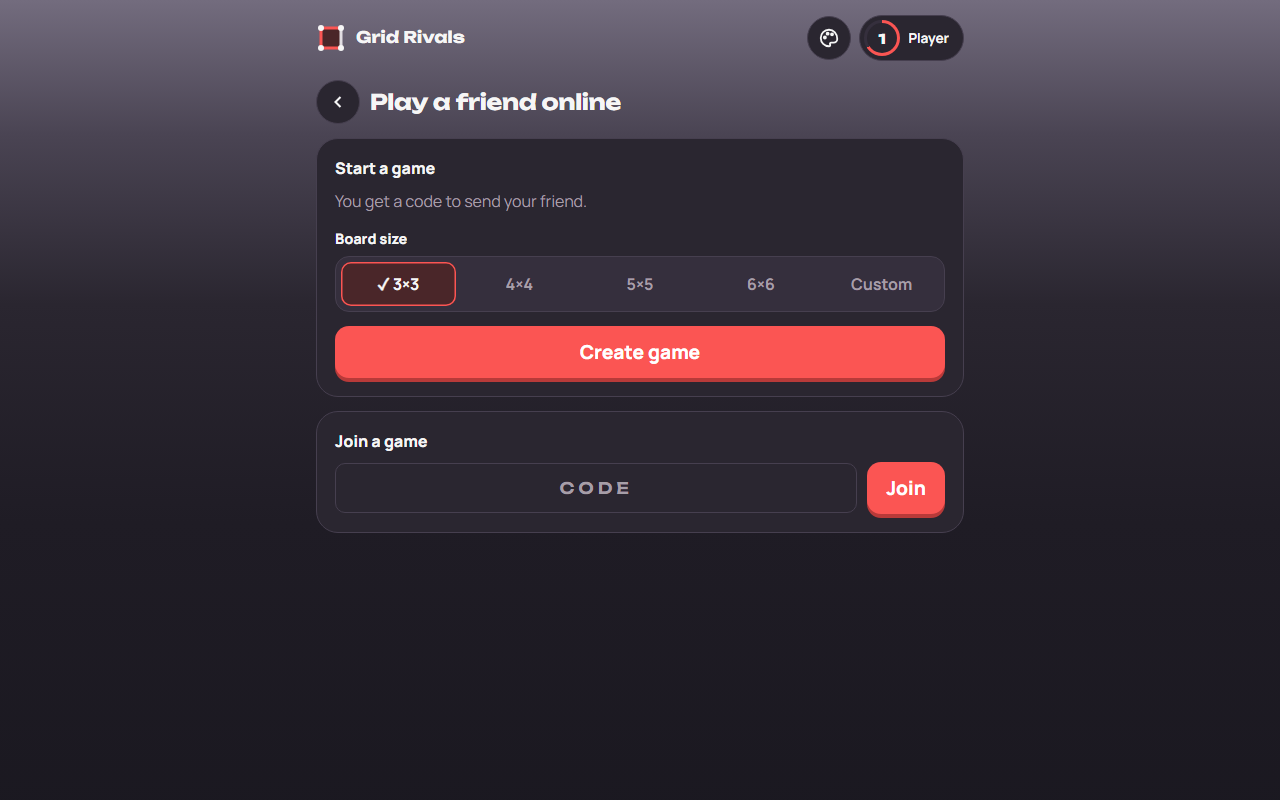 Grid Rivals
1 Player
Play a friend online
Start a game
You get a code to send your friend.
Board size
✓ 3×3 4×4 5×5 6×6 Custom
Create game
Join a game
CODE Join